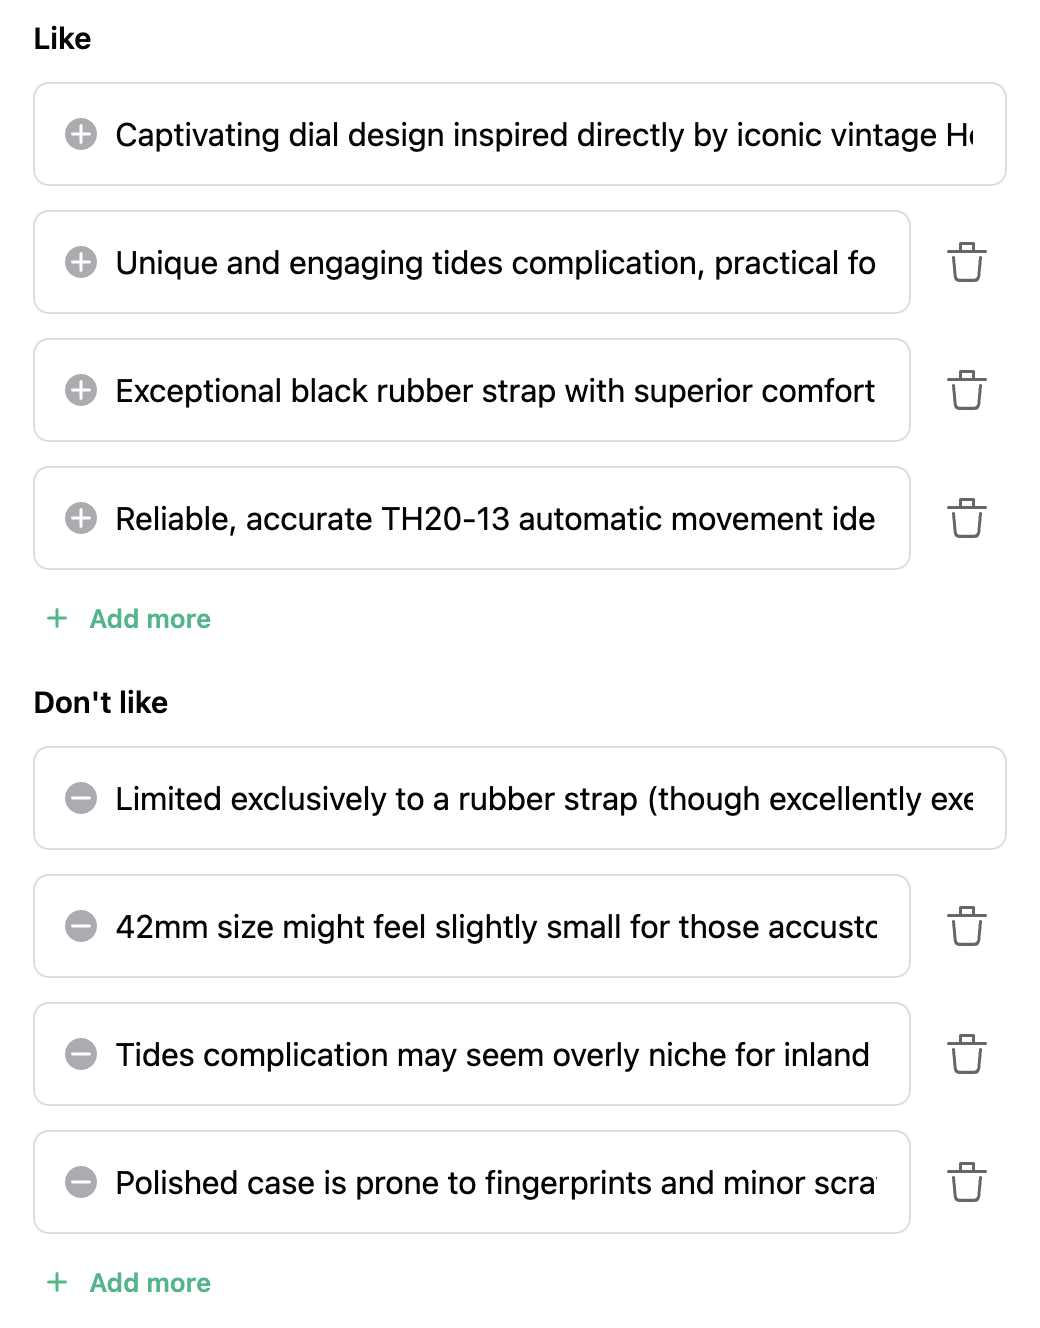 Like
Captivating dial design inspired directly by iconic vintage
Unique and engaging tides complication, practical fo
Exceptional black rubber strap with superior comfort
Reliable, accurate TH20-13 automatic movement ide
+ Add more
Don't like
Limited exclusively to a rubber strap (though excellently exe
42mm size might feel slightly small for those accustc
Tides complication may seem overly niche for inland
Polished case is prone to fingerprints and minor scra
+ Add more